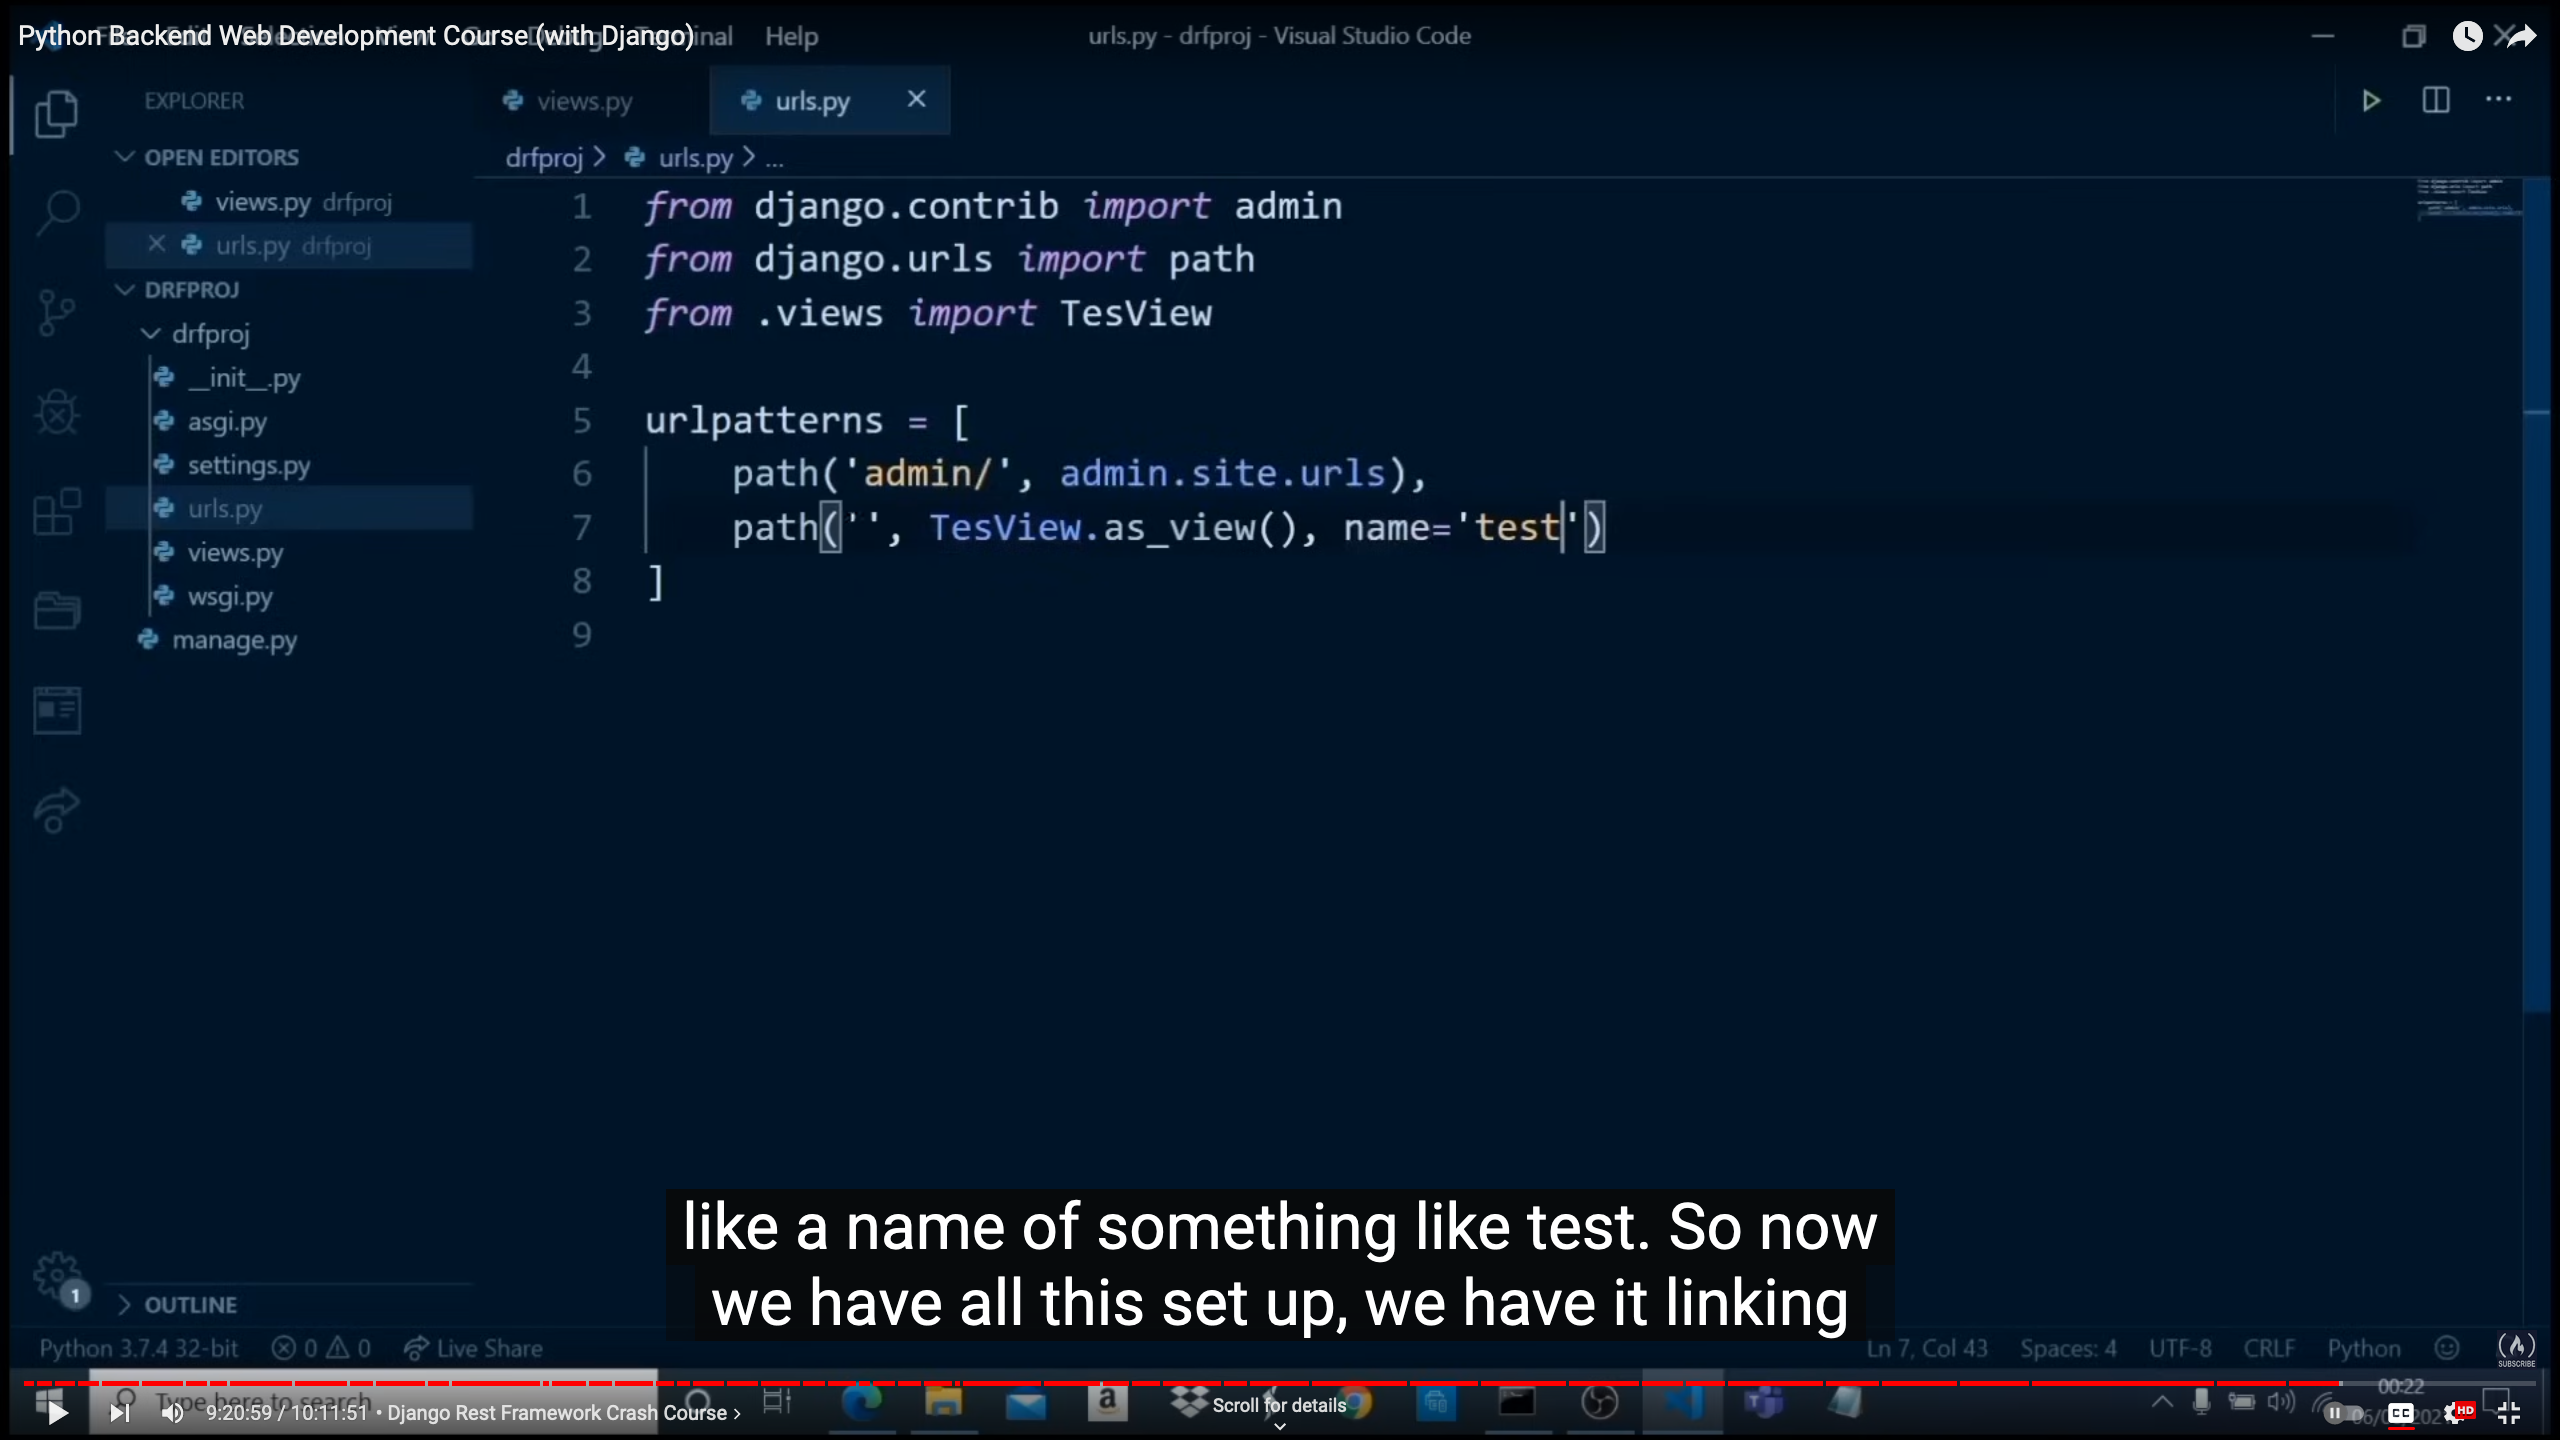 Python Backend Web Development Course (with Django)
Help
urls.py - drfproj - Visual Studio Code
EXPLORER
views.py
urls.py
OPEN EDITORS
drfproj > urls.py > ...
views.py drfproj
urls.py drfproj
DRFPROJ
drfproj
__init__.py
asgi.py
settings.py
urls.py
views.py
wsgi.py
manage.py
1 from django.contrib import admin
2 from django.urls import path
3 from .views import TesView
4
5 urlpatterns = [
6 path('admin/', admin.site.urls),
7 path('', TesView.as_view(), name='test')
8 ]
9
like a name of something like test. So now
we have all this set up, we have it linking
1
OUTLINE
Python 3.7.4 32-bit 0 0 Live Share
Ln 7, Col 43 Spaces: 4 UTF-8 CRLF Python
SUBSCRIBE
Type here to search
00:22
9:20:59 / 10:11:51 • Django Rest Framework Crash Course ›
Scroll for details
CC
HD